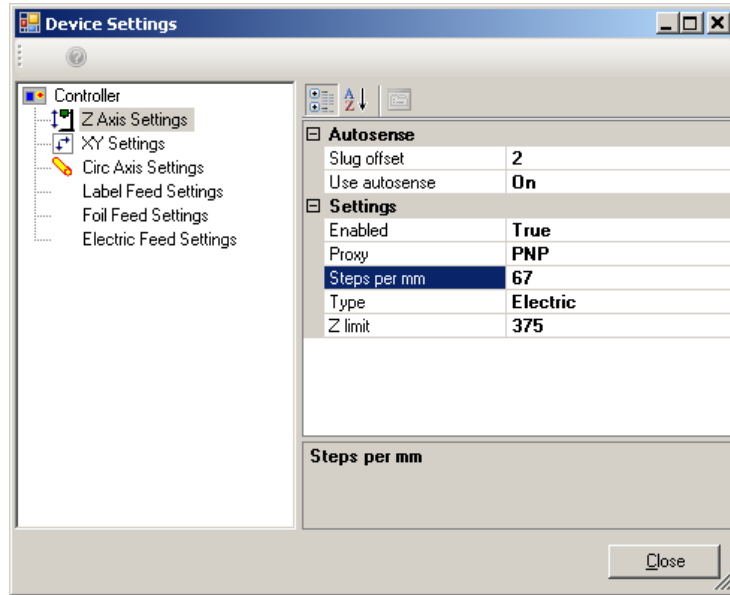 Device Settings
Controller
Z Axis Settings
XY Settings
Circ Axis Settings
Label Feed Settings
Foil Feed Settings
Electric Feed Settings
Autosense
Slug offset 2
Use autosense On
Settings
Enabled True
Proxy PNP
Steps per mm 67
Type Electric
Z limit 375
Steps per mm
Close